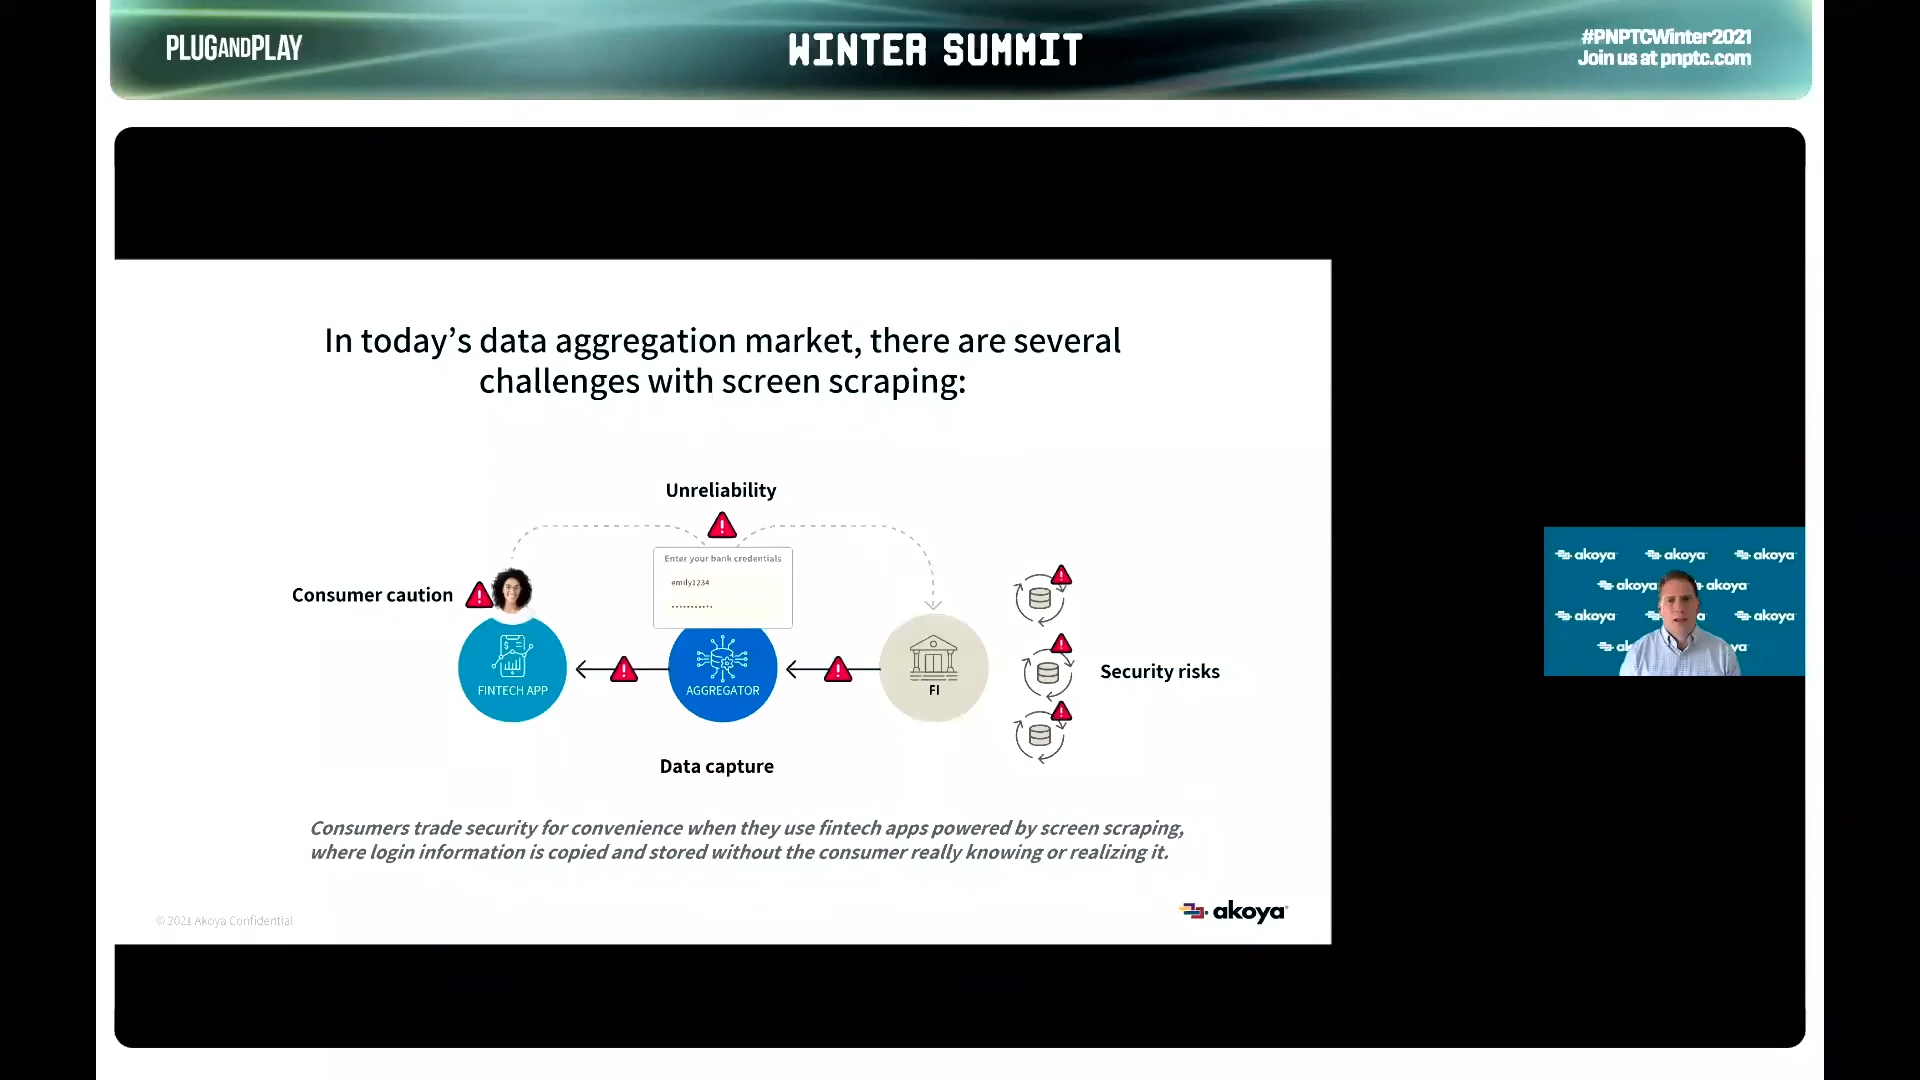 PLUGANDPLAY
WINTER SUMMIT
#PNPTCWinter2021
Join us at pnptc.com
In today's data aggregation market, there are several
challenges with screen scraping:
Unreliability
Enter your bank credentials
emily1234
Consumer caution
FINTECH APP
AGGREGATOR
FI
Security risks
Data capture
Consumers trade security for convenience when they use fintech apps powered by screen scraping,
where login information is copied and stored without the consumer really knowing or realizing it.
© 2021 Akoya Confidential
akoya
akoya akoya akoya
akoya akoya
akoya akoya